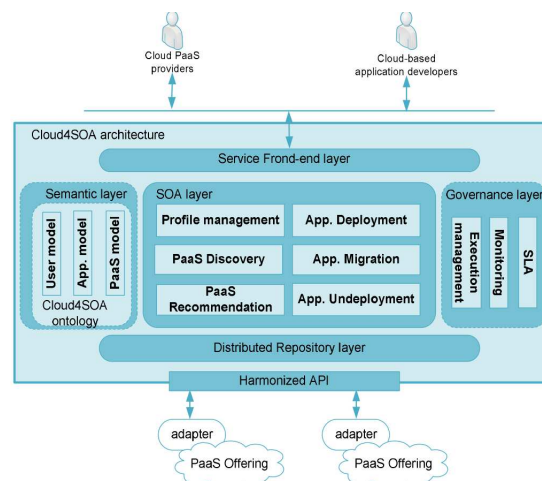 Cloud PaaS
providers
Cloud-based
application developers
Cloud4SOA architecture
Service Frond-end layer
Semantic layer
User model
App. model
PaaS model
Cloud4SOA
ontology
SOA layer
Profile management
App. Deployment
PaaS Discovery
App. Migration
PaaS
Recommendation
App. Undeployment
Governance layer
Execution
management
Monitoring
SLA
Distributed Repository layer
Harmonized API
adapter
PaaS Offering
adapter
PaaS Offering